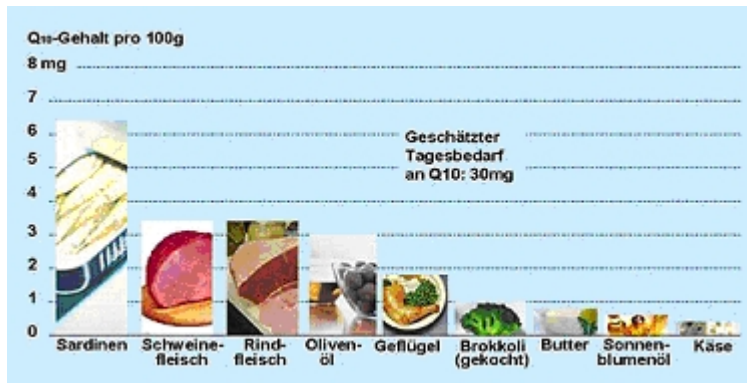 Q10-Gehalt pro 100g
8 mg
7
6
Geschätzter
Tagesbedarf
an Q10: 30mg
5
4
3
2
1
0
Sardinen
Schweine-
fleisch
Rind-
fleisch
Oliven-
öl
Geflügel
Brokkoli
(gekocht)
Butter
Sonnen-
blumenöl
Käse